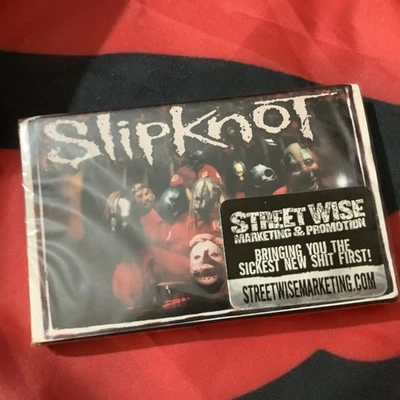 SlipKnoT
STREET WISE
MARKETING & PROMOTION
BRINGING YOU THE
SICKEST NEW SHIT FIRST!
STREETWISEMARKETING.COM